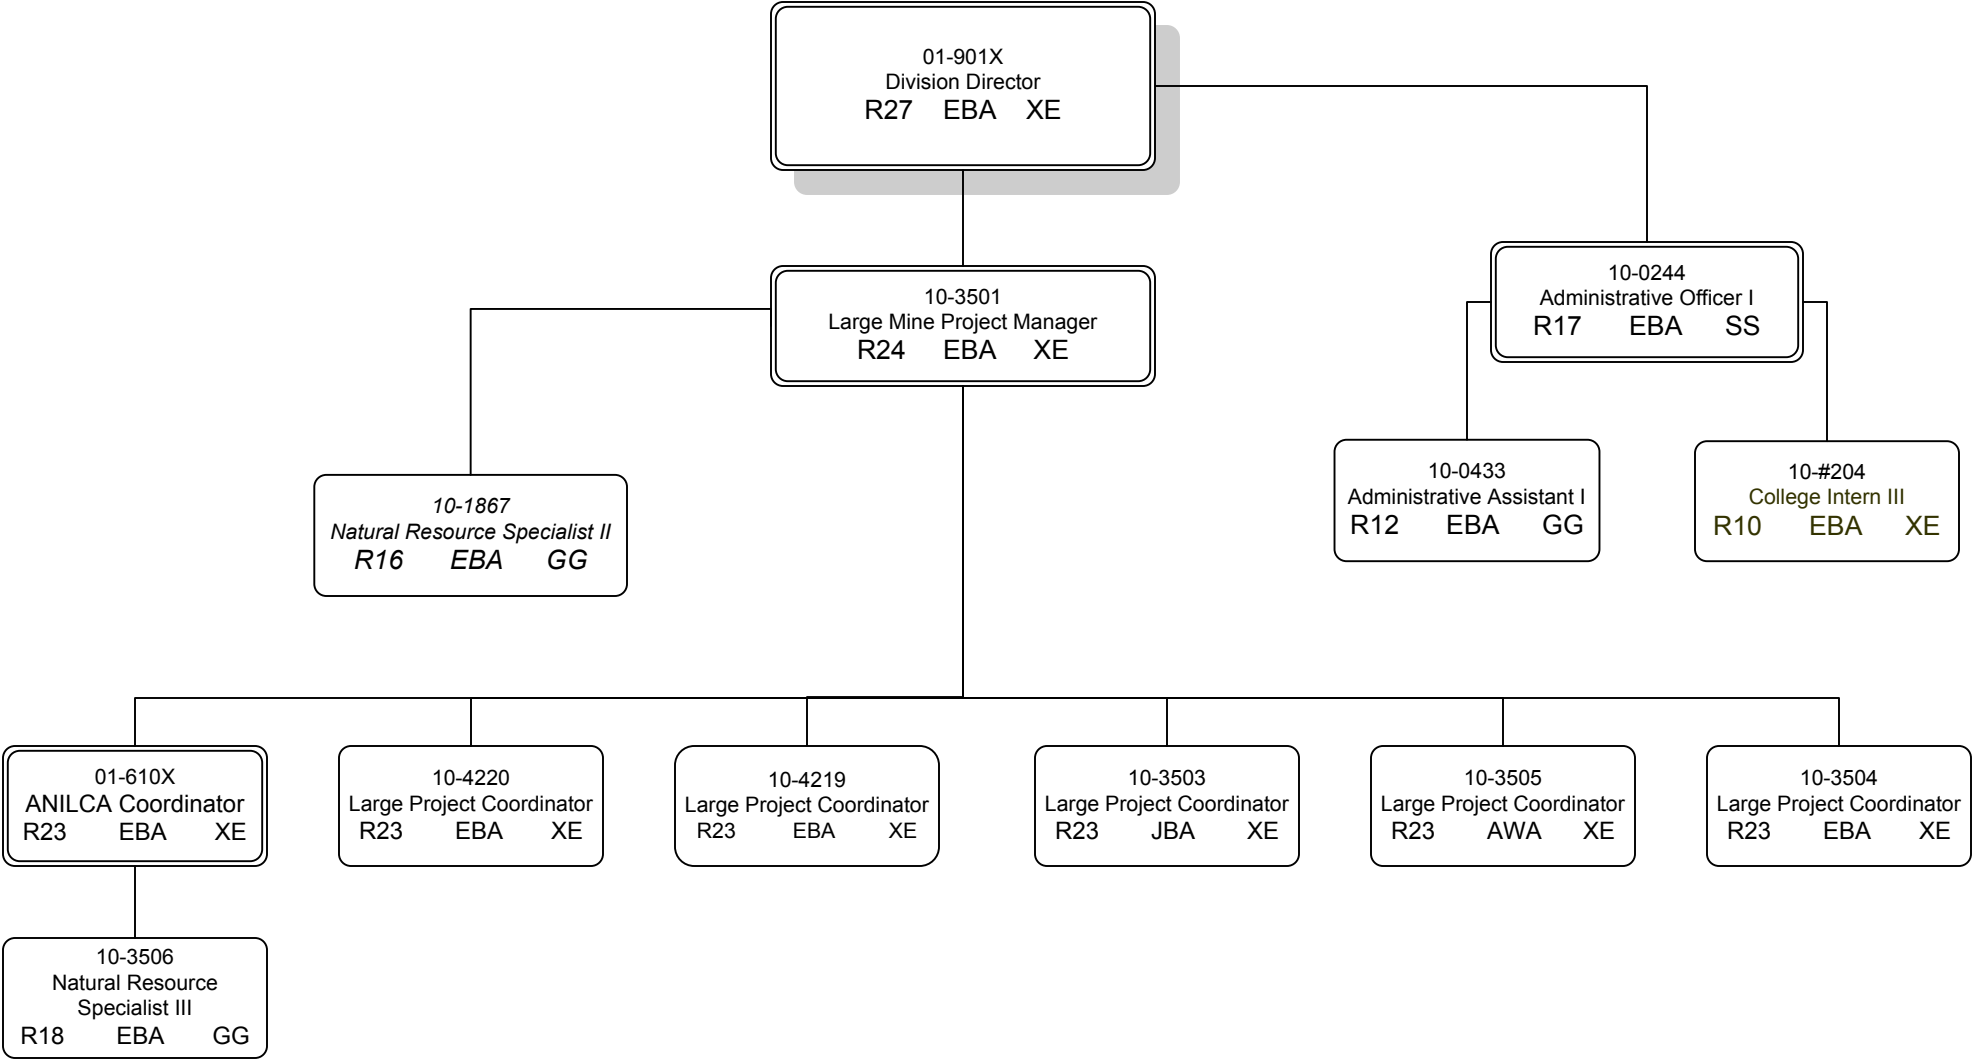 01-901X
Division Director
R27 EBA XE
10-3501
Large Mine Project Manager
R24 EBA XE
10-0244
Administrative Officer I
R17 EBA SS
10-1867
Natural Resource Specialist II
R16 EBA GG
10-0433
Administrative Assistant I
R12 EBA GG
10-#204
College Intern III
R10 EBA XE
01-610X
ANILCA Coordinator
R23 EBA XE
10-4220
Large Project Coordinator
R23 EBA XE
10-4219
Large Project Coordinator
R23 EBA XE
10-3503
Large Project Coordinator
R23 JBA XE
10-3505
Large Project Coordinator
R23 AWA XE
10-3504
Large Project Coordinator
R23 EBA XE
10-3506
Natural Resource
Specialist III
R18 EBA GG